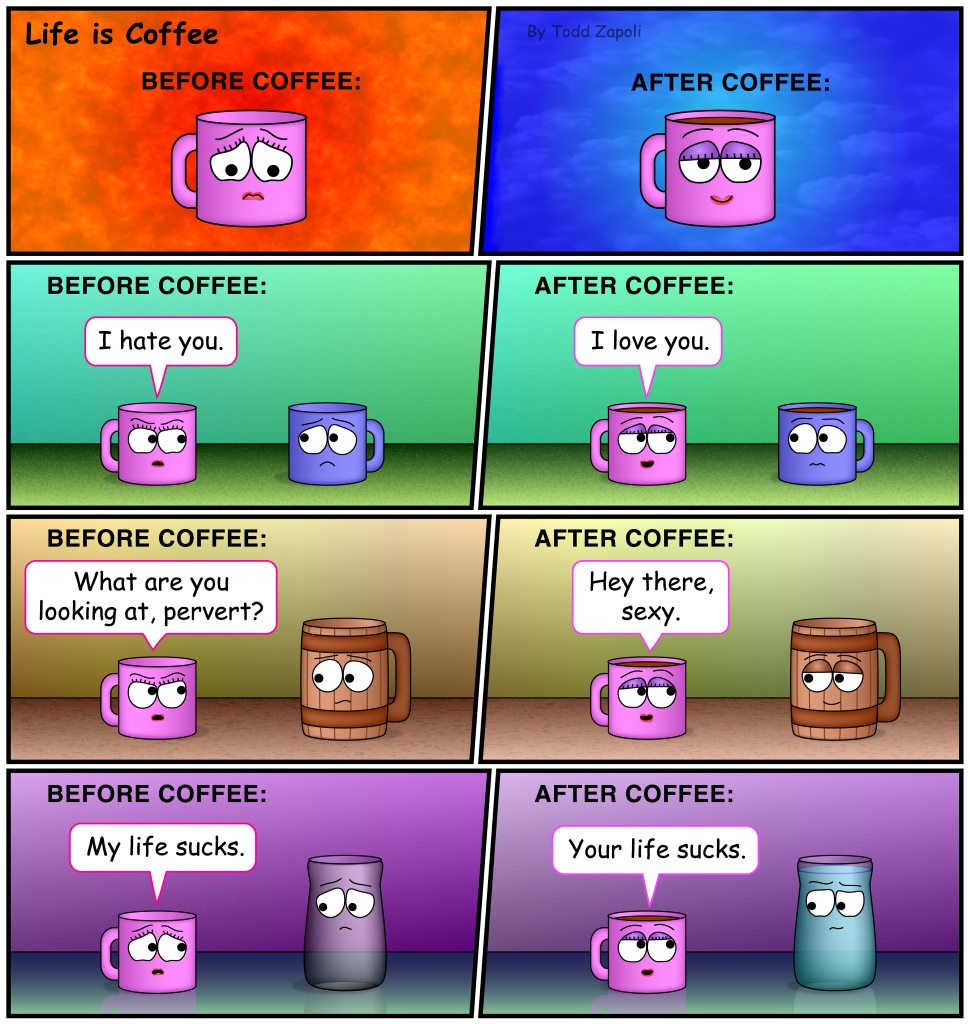 Life is Coffee
By Todd Zapoli
BEFORE COFFEE:
AFTER COFFEE:
BEFORE COFFEE:
I hate you.
AFTER COFFEE:
I love you.
BEFORE COFFEE:
What are you
looking at, pervert?
AFTER COFFEE:
Hey there,
sexy.
BEFORE COFFEE:
My life sucks.
AFTER COFFEE:
Your life sucks.